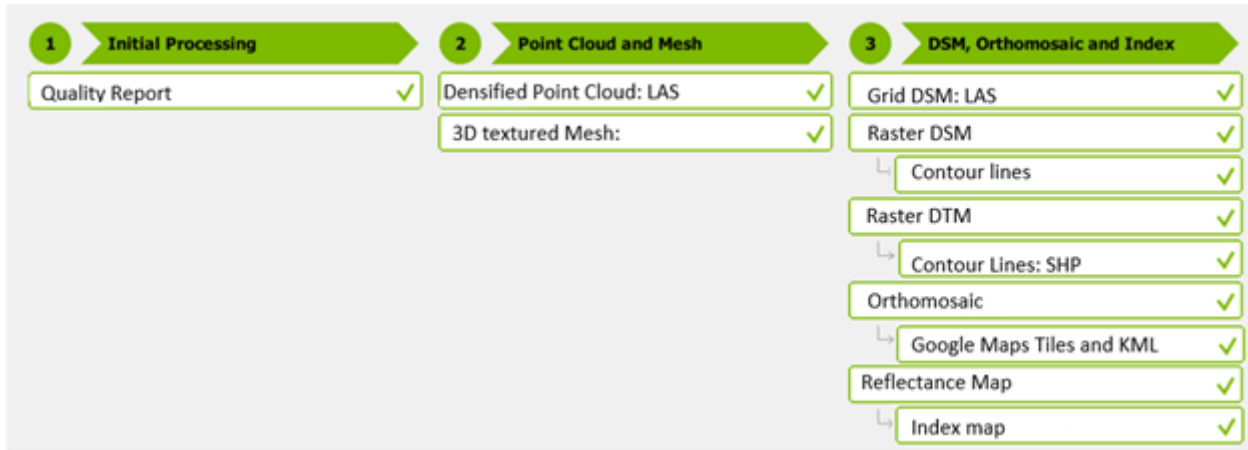 1 Initial Processing
Quality Report
2 Point Cloud and Mesh
Densified Point Cloud: LAS
3D textured Mesh:
3 DSM, Orthomosaic and Index
Grid DSM: LAS
Raster DSM
Contour lines
Raster DTM
Contour Lines: SHP
Orthomosaic
Google Maps Tiles and KML
Reflectance Map
Index map